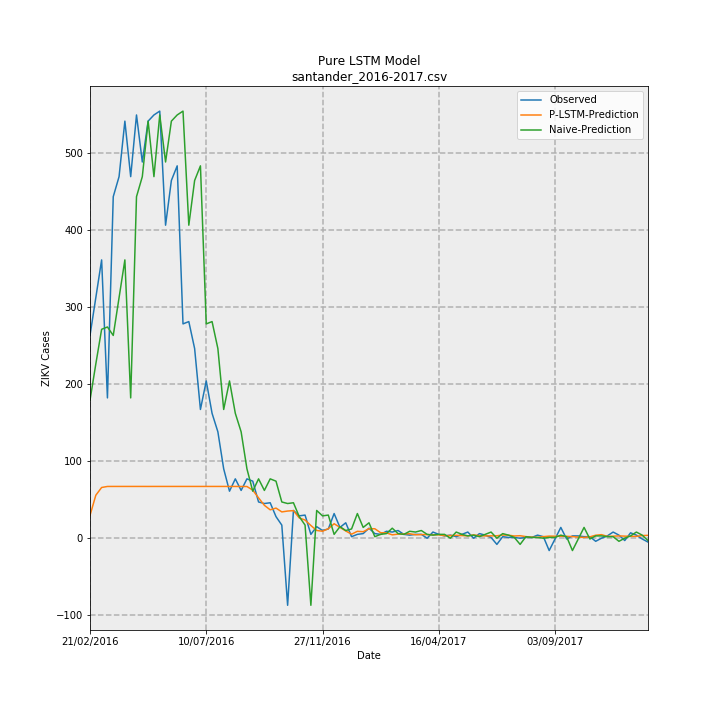 Pure LSTM Model
santander_2016-2017.csv
Observed
P-LSTM-Prediction
Naive-Prediction
500
400
300
200
100
0
−100
ZIKV Cases
21/02/2016
10/07/2016
27/11/2016
16/04/2017
03/09/2017
Date